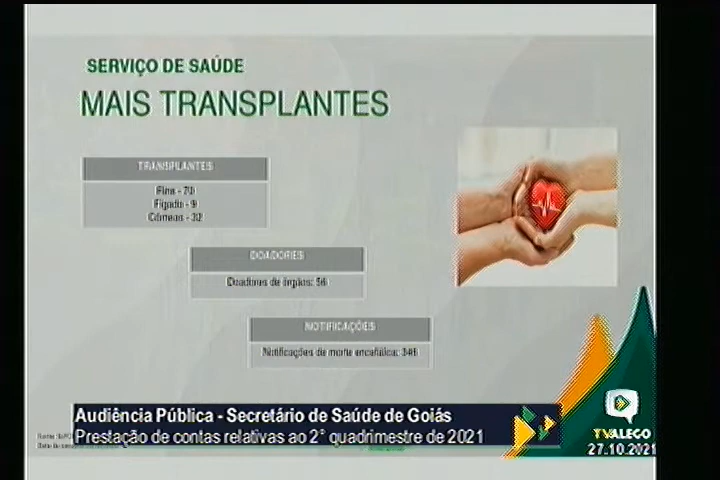 SERVIÇO DE SAÚDE
MAIS TRANSPLANTES
TRANSPLANTES
Rins - 70
Fígado - 9
Córneas - 32
DOADORES
Doadores de órgãos: 56
NOTIFICAÇÕES
Notificações de morte encefálica: 346
Audiência Pública - Secretário de Saúde de Goiás
Prestação de contas relativas ao 2° quadrimestre de 2021
TVALEGO
27.10.2021